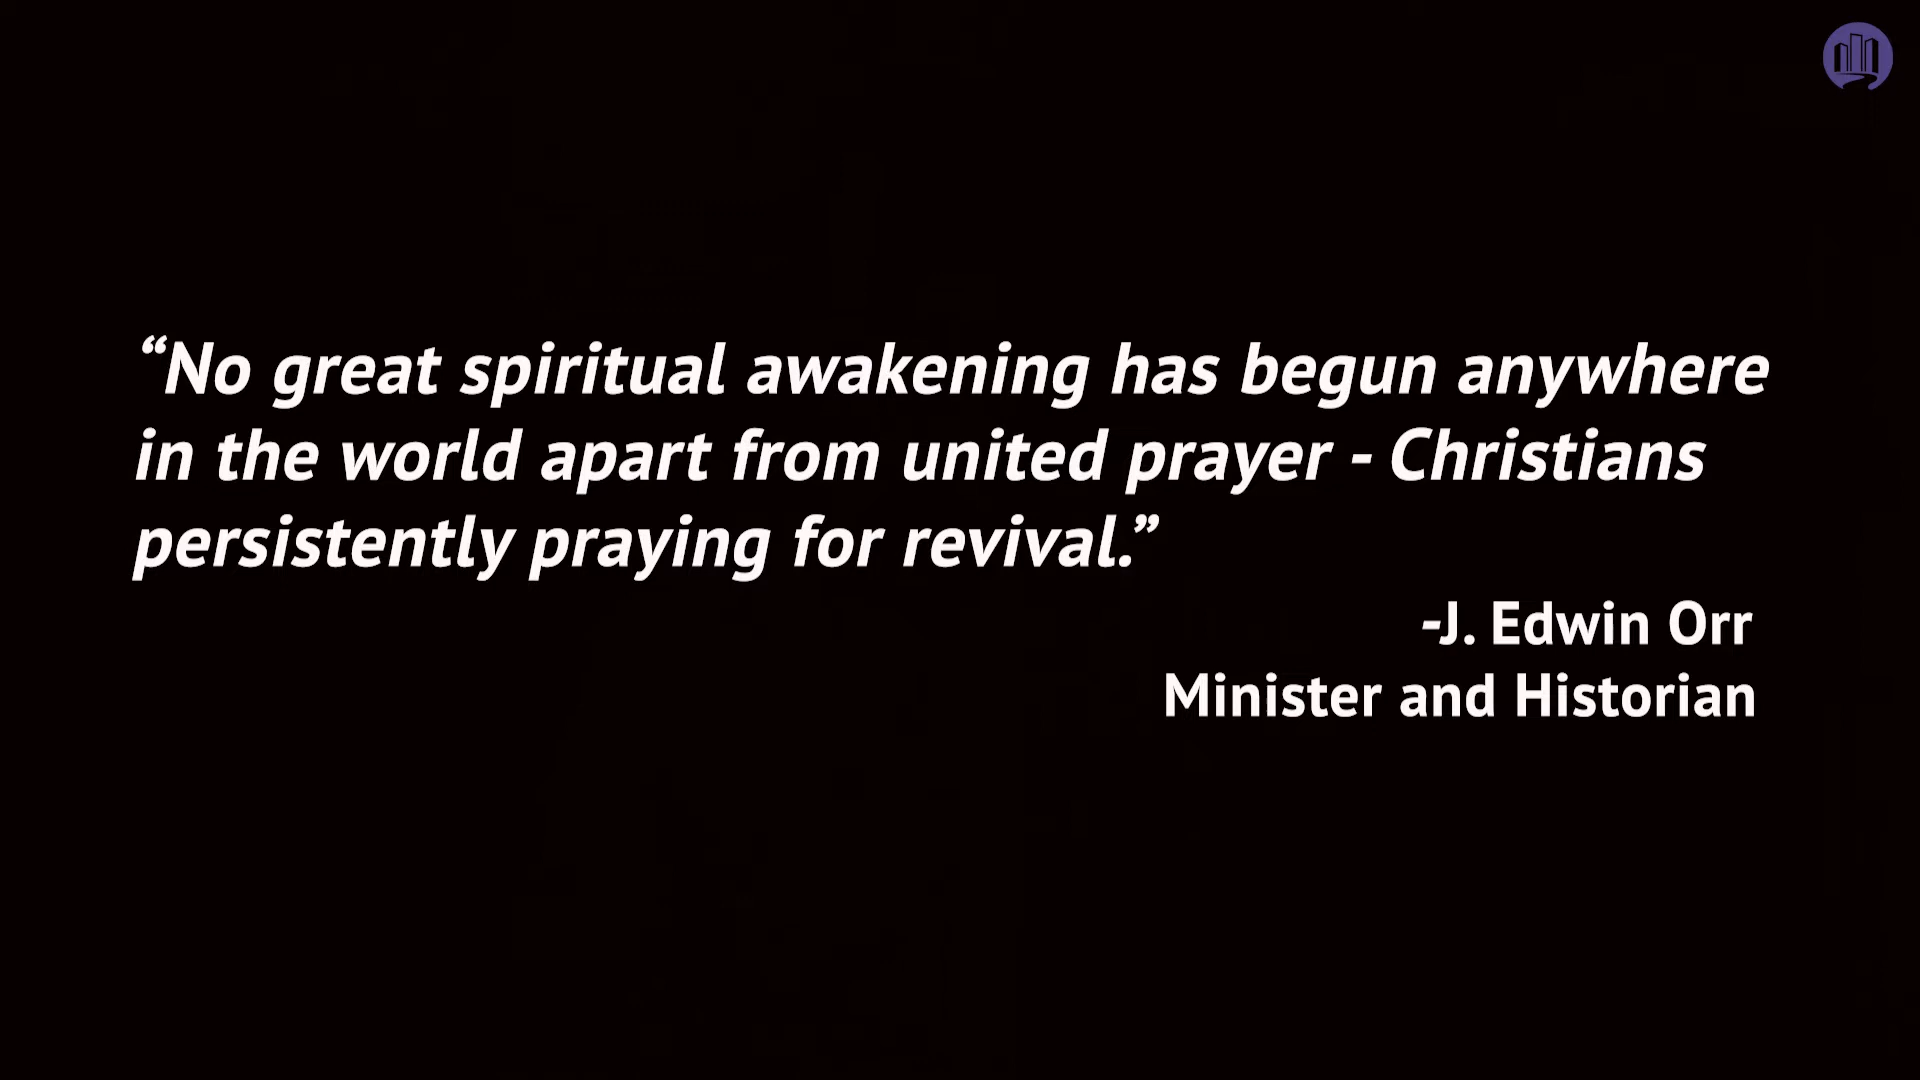 “No great spiritual awakening has begun anywhere
in the world apart from united prayer - Christians
persistently praying for revival.”
-J. Edwin Orr
Minister and Historian